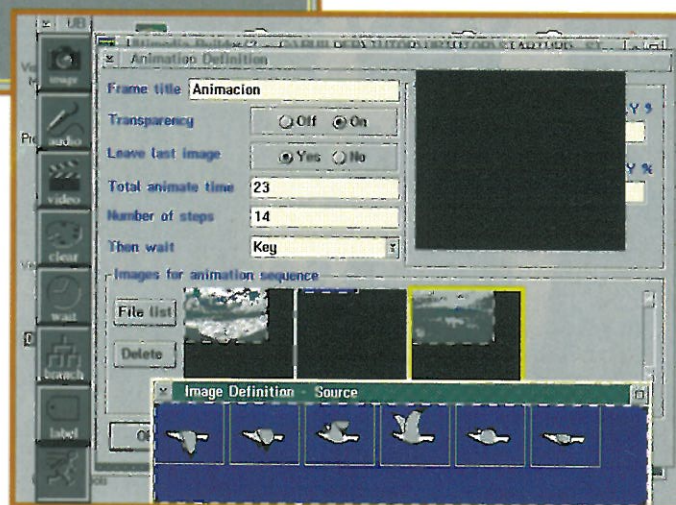 UB
Animation Definition
image
Frame title Animacion
Transparency Off On
Y %
audio
Leave last image Yes No
Y %
video
Total animate time 23
Number of steps 14
clear
Then wait Key
Images for animation sequence
wait
File list
Delete
branch
Image Definition - Source
label